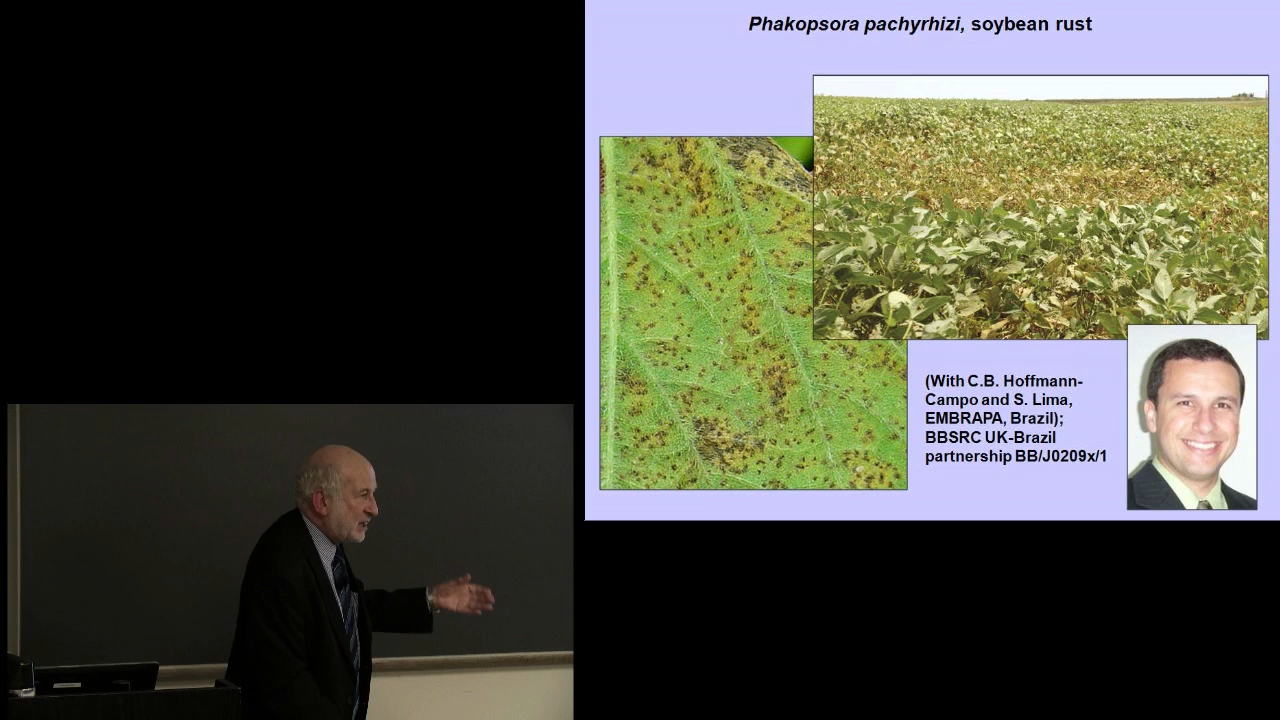 Phakopsora pachyrhizi, soybean rust
(With C.B. Hoffmann-
Campo and S. Lima,
EMBRAPA, Brazil);
BBSRC UK-Brazil
partnership BB/J0209x/1